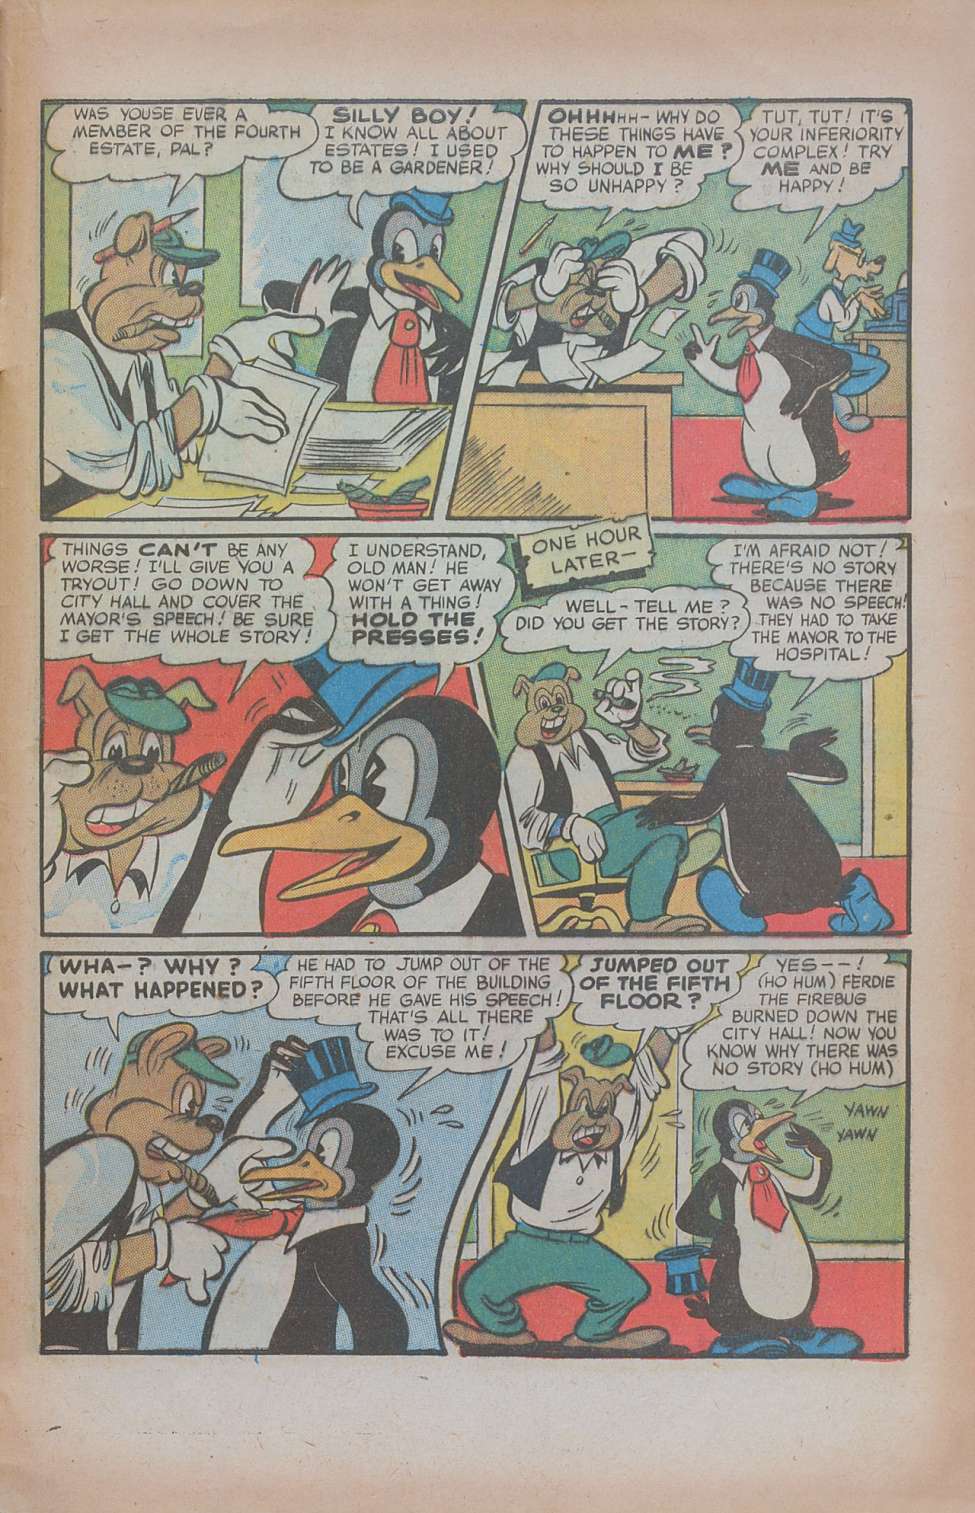 WAS YOUSE EVER A
MEMBER OF THE FOURTH
ESTATE, PAL?
SILLY BOY!
I KNOW ALL ABOUT
ESTATES! I USED
TO BE A GARDENER!
OHHHHH- WHY DO
THESE THINGS HAVE
TO HAPPEN TO ME?
WHY SHOULD I BE
SO UNHAPPY?
TUT, TUT! IT'S
YOUR INFERIORITY
COMPLEX! TRY
ME AND BE
HAPPY!
THINGS CAN'T BE ANY
WORSE! I'LL GIVE YOU A
TRYOUT! GO DOWN TO
CITY HALL AND COVER THE
MAYOR'S SPEECH! BE SURE
I GET THE WHOLE STORY!
I UNDERSTAND,
OLD MAN! HE
WON'T GET AWAY
WITH A THING!
HOLD THE
PRESSES!
ONE HOUR
LATER-
WELL- TELL ME?
DID YOU GET THE STORY?
I'M AFRAID NOT!
THERE'S NO STORY
BECAUSE THERE
WAS NO SPEECH!
THEY HAD TO TAKE
THE MAYOR TO THE
HOSPITAL!
WHA-? WHY?
WHAT HAPPENED?
HE HAD TO JUMP OUT OF THE
FIFTH FLOOR OF THE BUILDING
BEFORE HE GAVE HIS SPEECH!
THAT'S ALL THERE
WAS TO IT!
EXCUSE ME!
JUMPED OUT
OF THE FIFTH
FLOOR?
YES--!
(HO HUM) FERDIE
THE FIREBUG
BURNED DOWN THE
CITY HALL! NOW YOU
KNOW WHY THERE WAS
NO STORY (HO HUM)
YAWN
YAWN